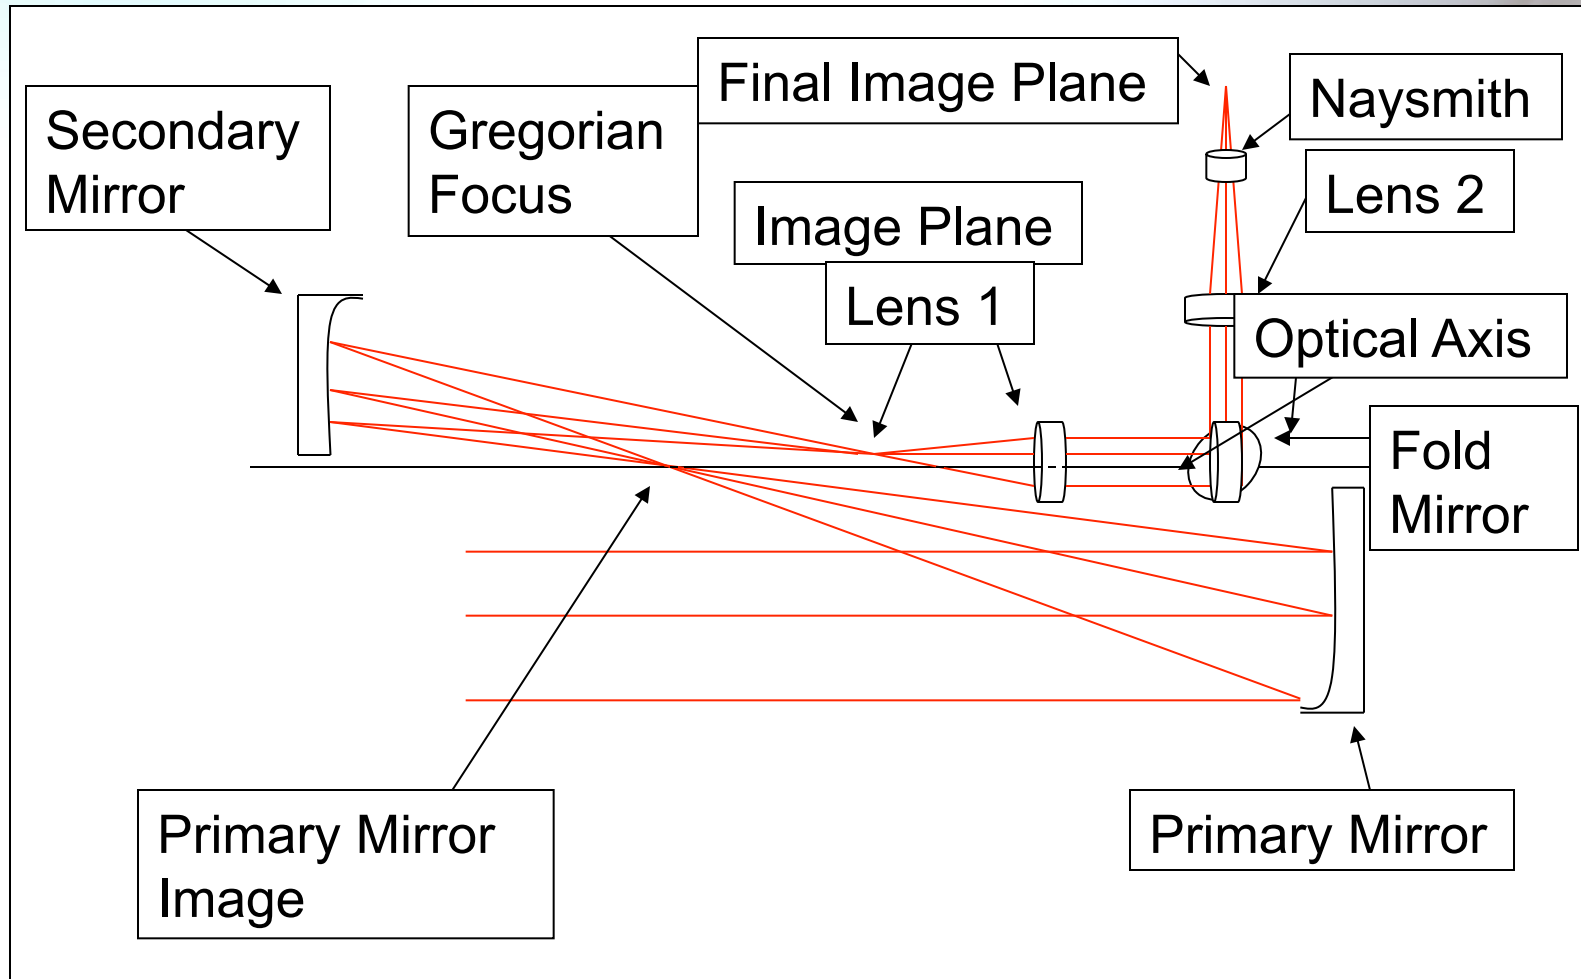 Final Image Plane
Naysmith
Secondary
Mirror
Gregorian
Focus
Lens 2
Image Plane
Lens 1
Optical Axis
Fold
Mirror
Primary Mirror
Image
Primary Mirror